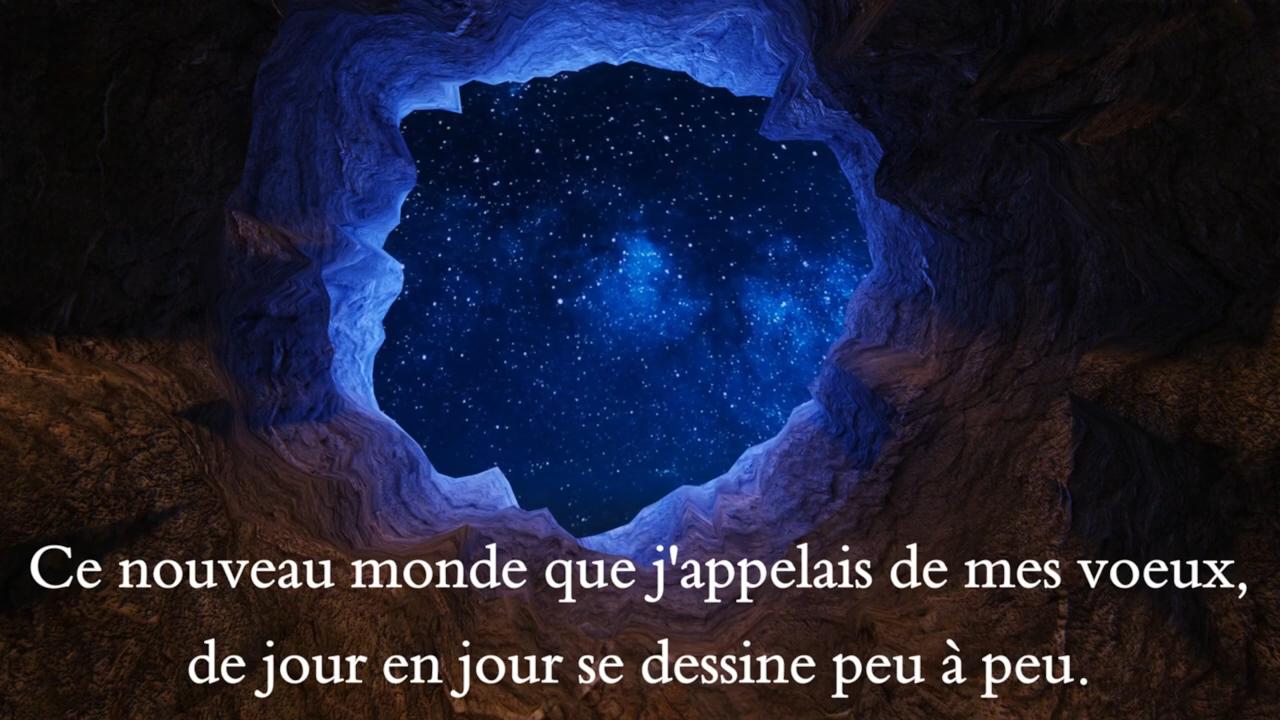 Ce nouveau monde que j'appelais de mes voeux,
de jour en jour se dessine peu à peu.